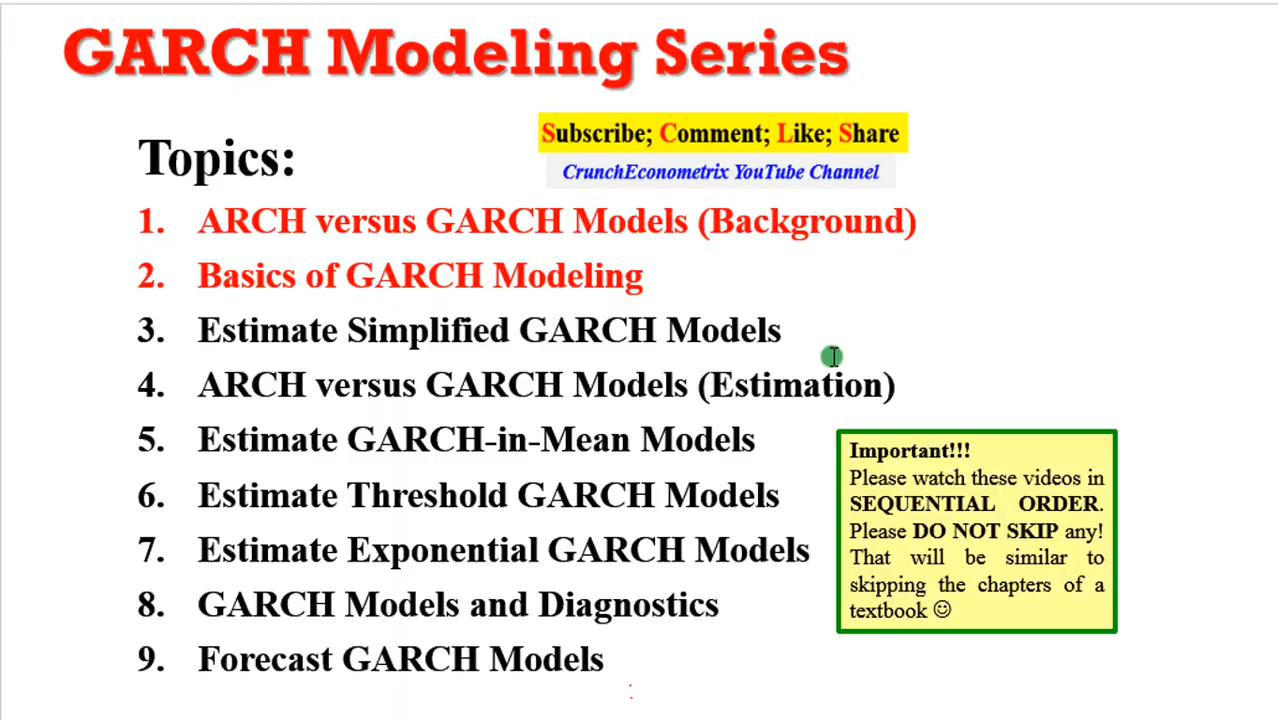 GARCH Modeling Series
Subscribe; Comment; Like; Share
CrunchEconometrix YouTube Channel
Topics:
1. ARCH versus GARCH Models (Background)
2. Basics of GARCH Modeling
3. Estimate Simplified GARCH Models
4. ARCH versus GARCH Models (Estimation)
5. Estimate GARCH-in-Mean Models
6. Estimate Threshold GARCH Models
7. Estimate Exponential GARCH Models
8. GARCH Models and Diagnostics
9. Forecast GARCH Models
Important!!!
Please watch these videos in
SEQUENTIAL ORDER.
Please DO NOT SKIP any!
That will be similar to
skipping the chapters of a
textbook ☺